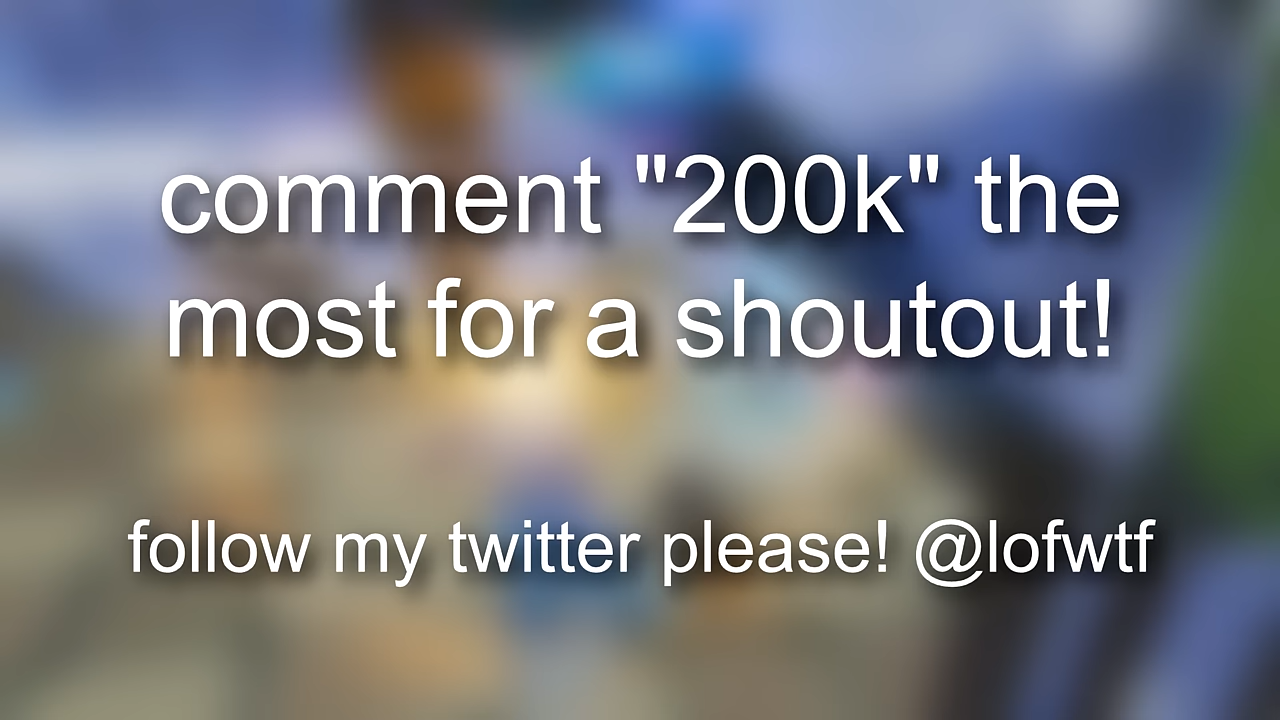 comment "200k" the
most for a shoutout!
follow my twitter please! @lofwtf